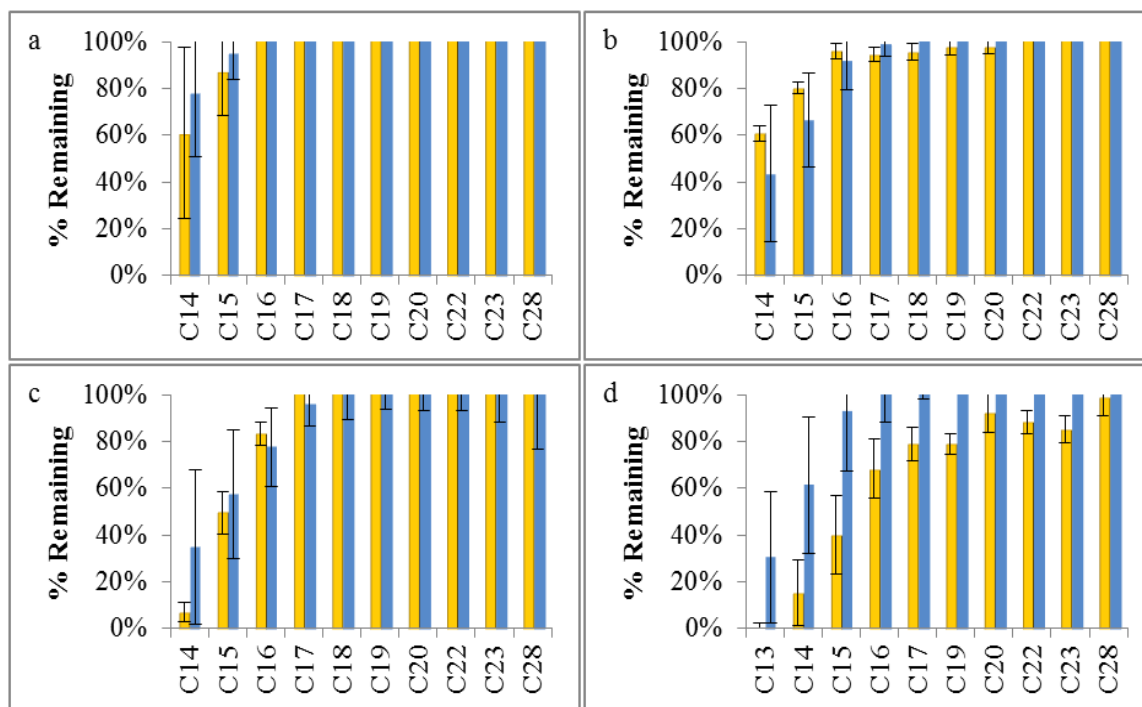 a
% Remaining
100%
80%
60%
40%
20%
0%
C14
C15
C16
C17
C18
C19
C20
C22
C23
C28
b
% Remaining
100%
80%
60%
40%
20%
0%
C14
C15
C16
C17
C18
C19
C20
C22
C23
C28
c
% Remaining
100%
80%
60%
40%
20%
0%
C14
C15
C16
C17
C18
C19
C20
C22
C23
C28
d
% Remaining
100%
80%
60%
40%
20%
0%
C13
C14
C15
C16
C17
C19
C20
C22
C23
C28